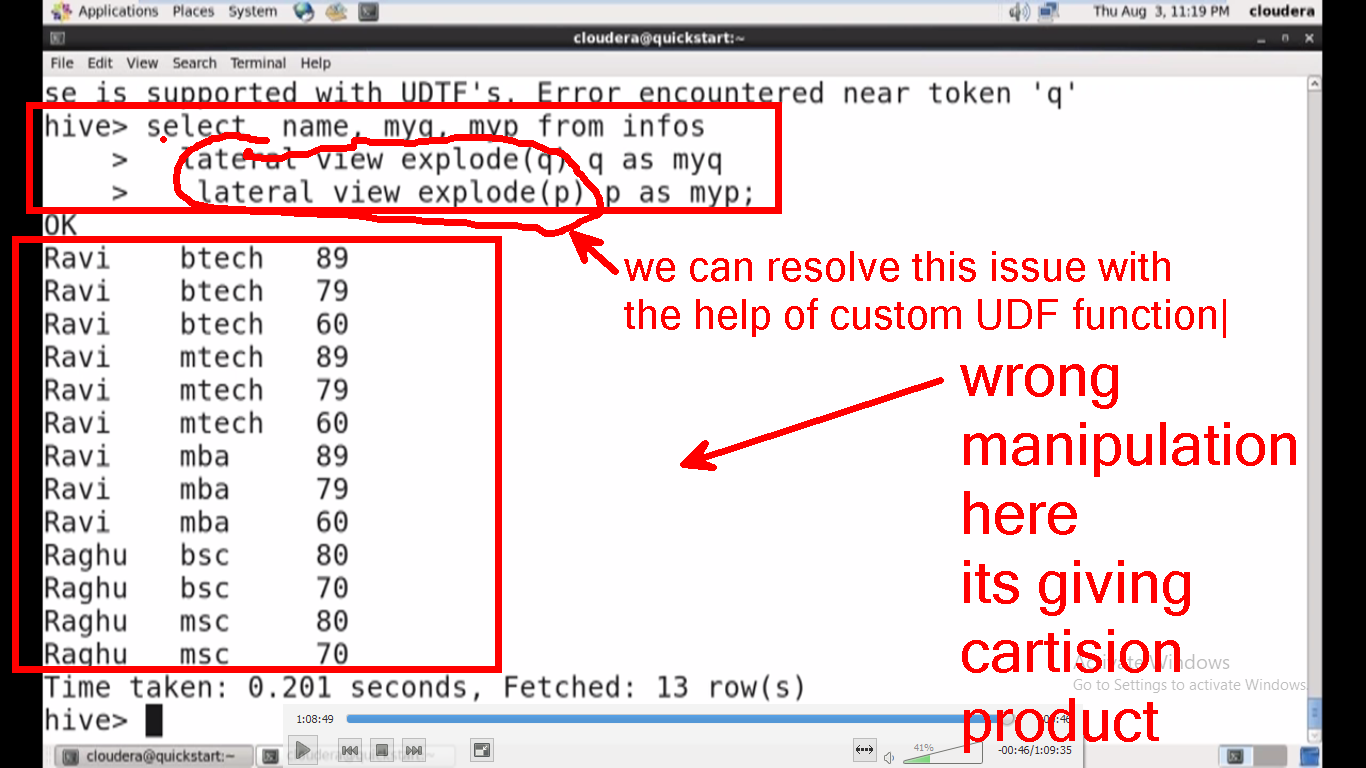 Applications Places System
Thu Aug 3, 11:19 PM cloudera
cloudera@quickstart:~
File Edit View Search Terminal Help
se is supported with UDTF's. Error encountered near token 'q'
hive> select name, myq, myp from infos
> lateral view explode(q) q as myq
> lateral view explode(p) p as myp;
OK
Ravi btech 89
Ravi btech 79
Ravi btech 60
Ravi mtech 89
Ravi mtech 79
Ravi mtech 60
Ravi mba 89
Ravi mba 79
Ravi mba 60
Raghu bsc 80
Raghu bsc 70
Raghu msc 80
Raghu msc 70
Time taken: 0.201 seconds, Fetched: 13 row(s)
hive>
we can resolve this issue with
the help of custom UDF function|
wrong
manipulation
here
its giving
cartision
product
Activate Windows
Go to Settings to activate Windows.
1:08:49
41%
-00:46/1:09:35
cloudera@quickstart:~
cloudera@quickstart:~